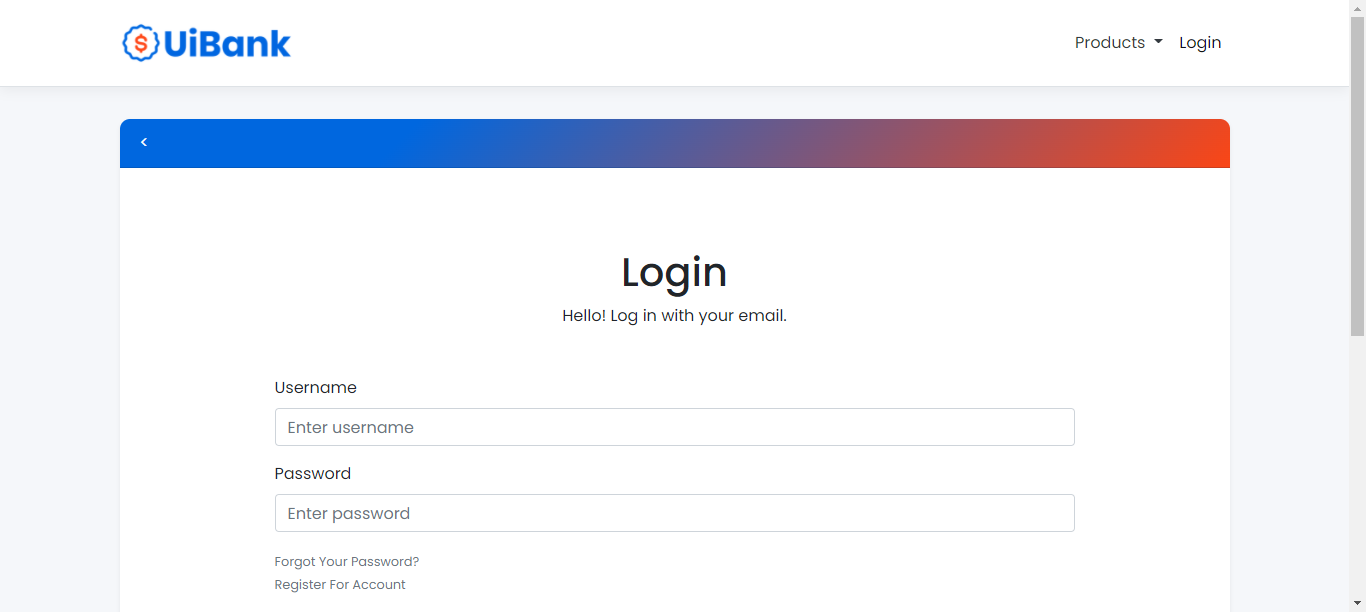 $ UiBank
Products Login
<
Login
Hello! Log in with your email.
Username
Enter username
Password
Enter password
Forgot Your Password?
Register For Account